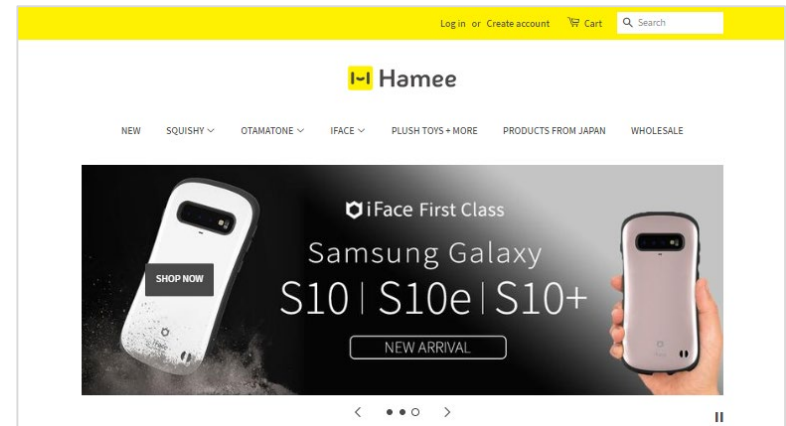 Log in or Create account Cart Search
Hamee
NEW SQUISHY OTAMATONE IFACE PLUSH TOYS + MORE PRODUCTS FROM JAPAN WHOLESALE
iFace First Class
Samsung Galaxy
S10 | S10e | S10+
SHOP NOW
NEW ARRIVAL